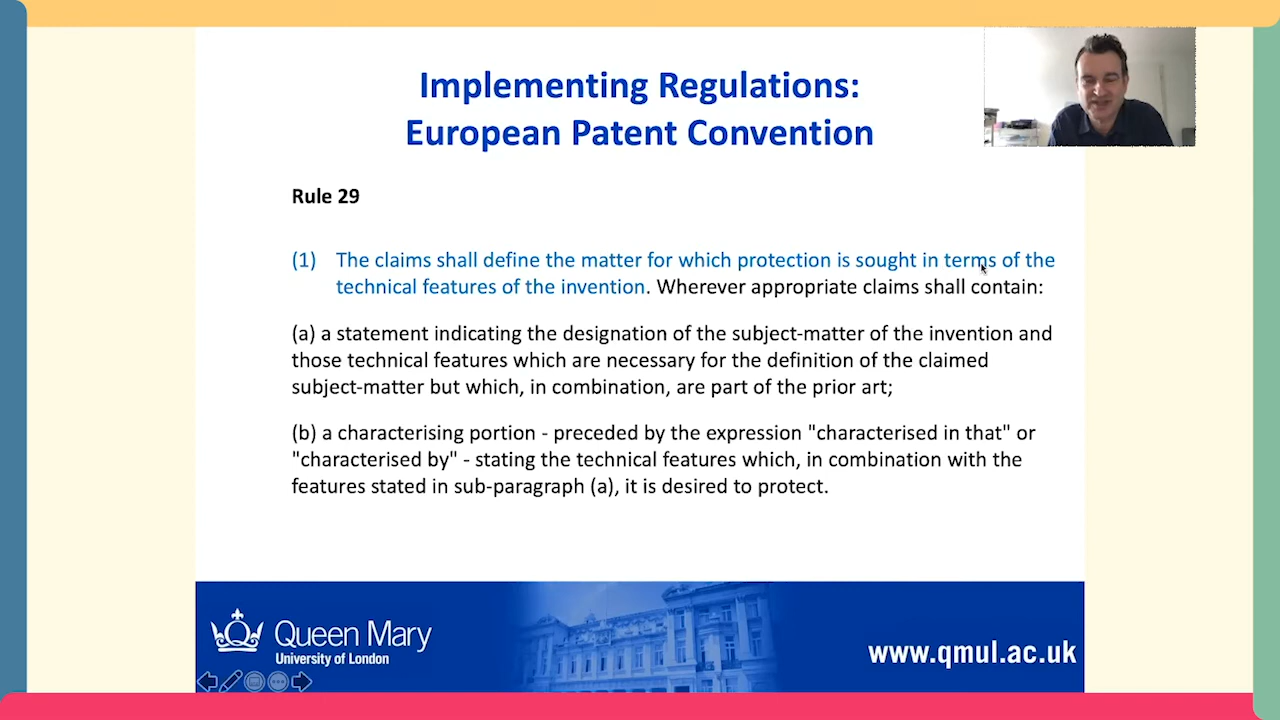 Implementing Regulations:
European Patent Convention
Rule 29
(1) The claims shall define the matter for which protection is sought in terms of the
technical features of the invention. Wherever appropriate claims shall contain:
(a) a statement indicating the designation of the subject-matter of the invention and
those technical features which are necessary for the definition of the claimed
subject-matter but which, in combination, are part of the prior art;
(b) a characterising portion - preceded by the expression "characterised in that" or
"characterised by" - stating the technical features which, in combination with the
features stated in sub-paragraph (a), it is desired to protect.
Queen Mary
University of London
www.qmul.ac.uk